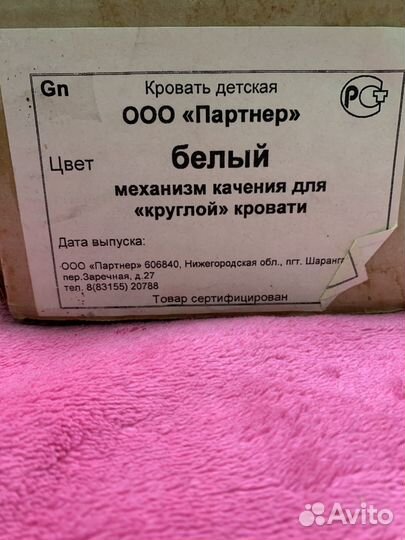 Gn
Кровать детская
РСТ
ООО «Партнер»
Цвет
белый
механизм качения для
«круглой» кровати
Дата выпуска:
ООО «Партнер» 606840, Нижегородская обл., пгт. Шаранга
пер.Заречная, д.27
тел. 8(83155) 20788
Товар сертифицирован
Avito